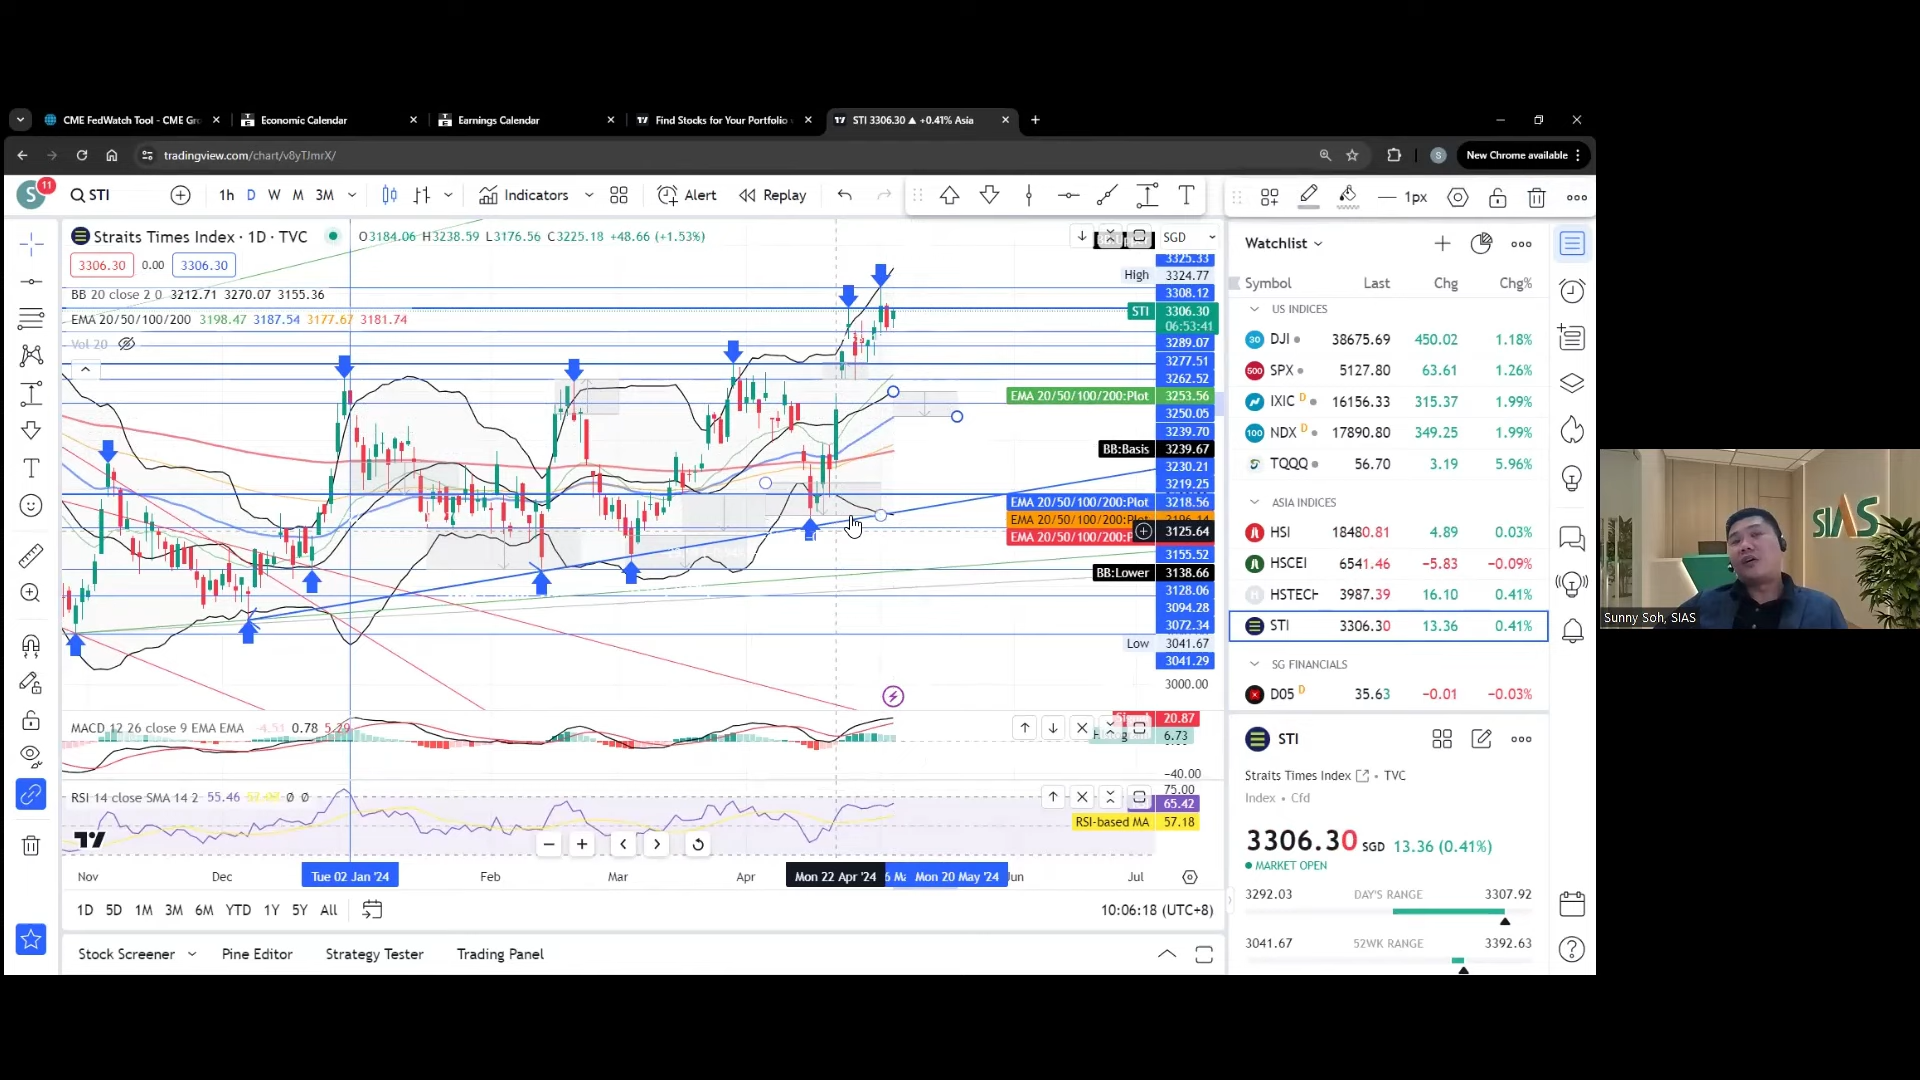 CME FedWatch Tool - CME Gr
Economic Calendar
Earnings Calendar
Find Stocks for Your Portfolio
STI 3306.30 ▲ +0.41% Asia
tradingview.com/chart/v8yTJmrX/
S
New Chrome available
S
11
STI
1h
D
W
M
3M
Indicators
Alert
Replay
T
1px
Straits Times Index · 1D · TVC
O3184.06 H3238.59 L3176.56 C3225.18 +48.66 (+1.53%)
SGD
3306.30
0.00
3306.30
BB 20 close 2 0 3212.71 3270.07 3155.36
EMA 20/50/100/200 3198.47 3187.54 3177.67 3181.74
Vol 20
3325.33
High 3324.77
3308.12
STI 3306.30
06:53:41
3289.07
3277.51
3262.52
EMA 20/50/100/200:Plot 3253.56
3250.05
3239.70
BB:Basis 3239.67
3230.21
3219.25
EMA 20/50/100/200:Plot 3218.56
EMA 20/50/100/200:Plot
3125.64
3155.52
BB:Lower 3138.66
3128.06
3094.28
3072.34
Low 3041.67
3041.29
3000.00
MACD 12 26 close 9 EMA EMA -4.51 0.78 5.29
20.87
6.73
−40.00
RSI 14 close SMA 14 2 55.46
75.00
65.42
RSI-based MA 57.18
Nov
Dec
Tue 02 Jan '24
Feb
Mar
Apr
Mon 22 Apr '24
Mon 20 May '24
Jul
1D
5D
1M
3M
6M
YTD
1Y
5Y
All
10:06:18 (UTC+8)
Stock Screener
Pine Editor
Strategy Tester
Trading Panel
Watchlist
Symbol Last Chg Chg%
US INDICES
DJI 38675.69 450.02 1.18%
SPX 5127.80 63.61 1.26%
IXIC D 16156.33 315.37 1.99%
NDX D 17890.80 349.25 1.99%
TQQQ 56.70 3.19 5.96%
ASIA INDICES
HSI 18480.81 4.89 0.03%
HSCEI 6541.46 −5.83 −0.09%
HSTECH 3987.39 16.10 0.41%
STI 3306.30 13.36 0.41%
SG FINANCIALS
D05 D 35.63 −0.01 −0.03%
STI
Straits Times Index • TVC
Index • Cfd
3306.30 SGD 13.36 (0.41%)
MARKET OPEN
3292.03 DAY'S RANGE 3307.92
3041.67 52WK RANGE 3392.63
SIAS
Sunny Soh, SIAS